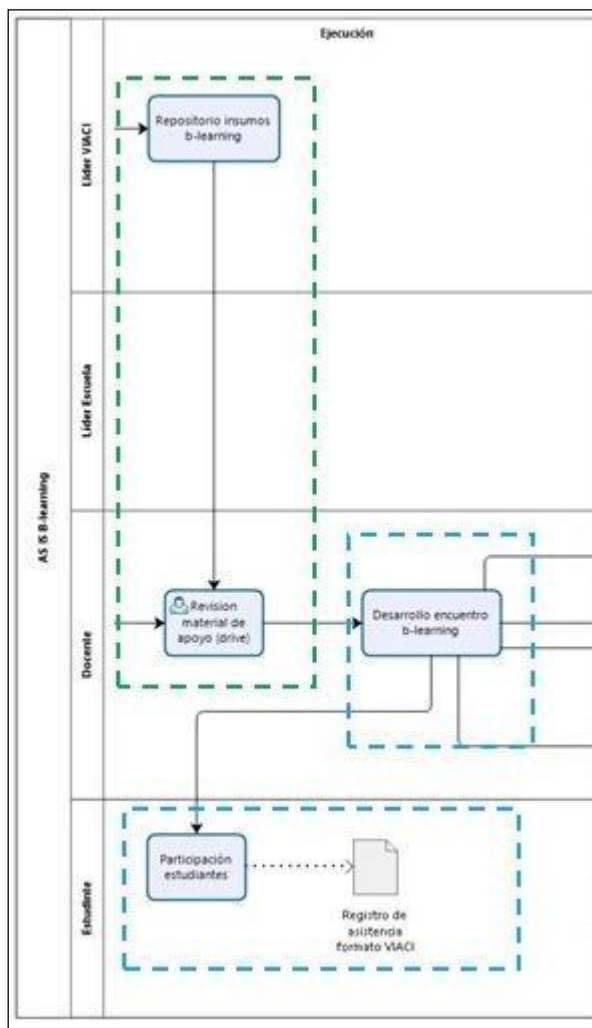 Ejecución
AS IS B-learning
Líder VIACI
Repositorio insumos
b-learning
Líder Escuela
Docente
Revision
material de
apoyo (drive)
Desarrollo encuentro
b-learning
Estudinte
Participación
estudiantes
Registro de
asistencia
formato VIACI